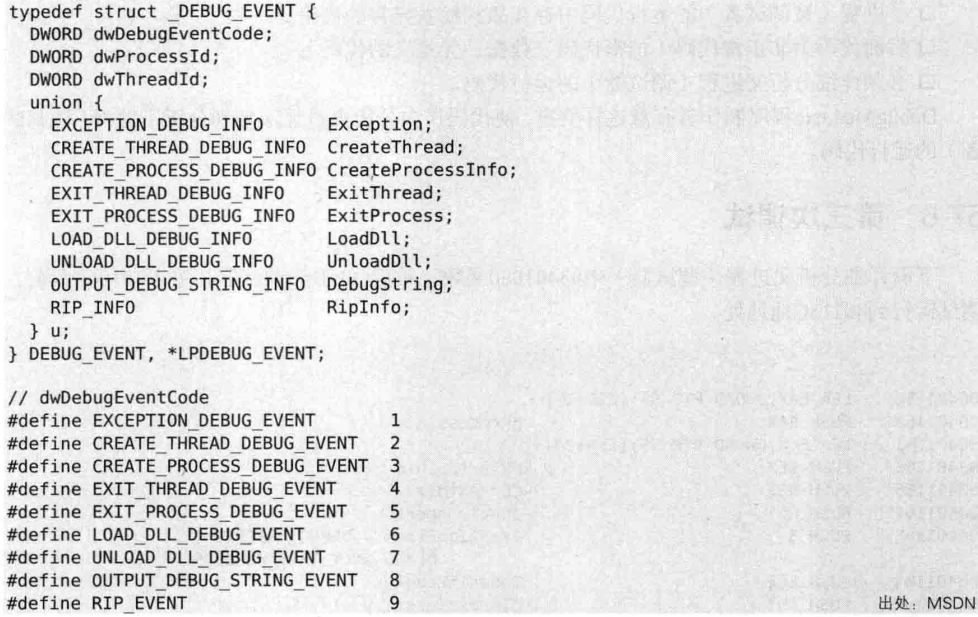 typedef struct _DEBUG_EVENT {
  DWORD dwDebugEventCode;
  DWORD dwProcessId;
  DWORD dwThreadId;
  union {
    EXCEPTION_DEBUG_INFO      Exception;
    CREATE_THREAD_DEBUG_INFO  CreateThread;
    CREATE_PROCESS_DEBUG_INFO CreateProcessInfo;
    EXIT_THREAD_DEBUG_INFO    ExitThread;
    EXIT_PROCESS_DEBUG_INFO   ExitProcess;
    LOAD_DLL_DEBUG_INFO       LoadDll;
    UNLOAD_DLL_DEBUG_INFO     UnloadDll;
    OUTPUT_DEBUG_STRING_INFO  DebugString;
    RIP_INFO                  RipInfo;
  } u;
} DEBUG_EVENT, *LPDEBUG_EVENT;
// dwDebugEventCode
#define EXCEPTION_DEBUG_EVENT       1
#define CREATE_THREAD_DEBUG_EVENT   2
#define CREATE_PROCESS_DEBUG_EVENT  3
#define EXIT_THREAD_DEBUG_EVENT     4
#define EXIT_PROCESS_DEBUG_EVENT    5
#define LOAD_DLL_DEBUG_EVENT        6
#define UNLOAD_DLL_DEBUG_EVENT      7
#define OUTPUT_DEBUG_STRING_EVENT   8
#define RIP_EVENT                   9
出处：MSDN